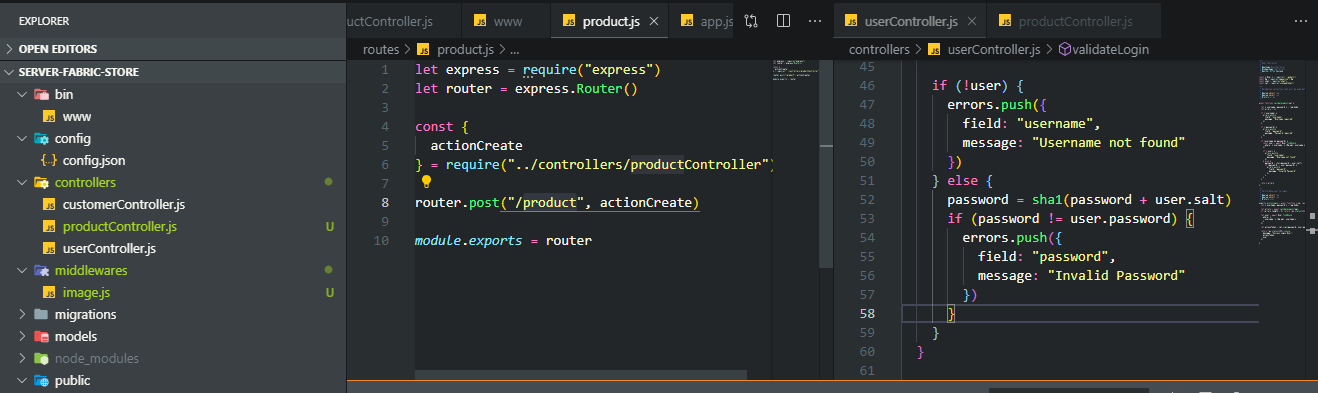 EXPLORER
OPEN EDITORS
SERVER-FABRIC-STORE
bin
JS www
config
{..} config.json
controllers
JS customerController.js
JS productController.js U
JS userController.js
middlewares
JS image.js U
migrations
models
node_modules
public
uctController.js JS www JS product.js JS app.js ...
routes > JS product.js > ...
1 let express = require("express")
2 let router = express.Router()
3
4 const {
5 actionCreate
6 } = require("../controllers/productController")
7
8 router.post("/product", actionCreate)
9
10 module.exports = router
JS userController.js JS productController.js ...
controllers > JS userController.js > validateLogin
45
46 if (!user) {
47 errors.push({
48 field: "username",
49 message: "Username not found"
50 })
51 } else {
52 password = sha1(password + user.salt)
53 if (password != user.password) {
54 errors.push({
55 field: "password",
56 message: "Invalid Password"
57 })
58 }
59 }
60 }
61